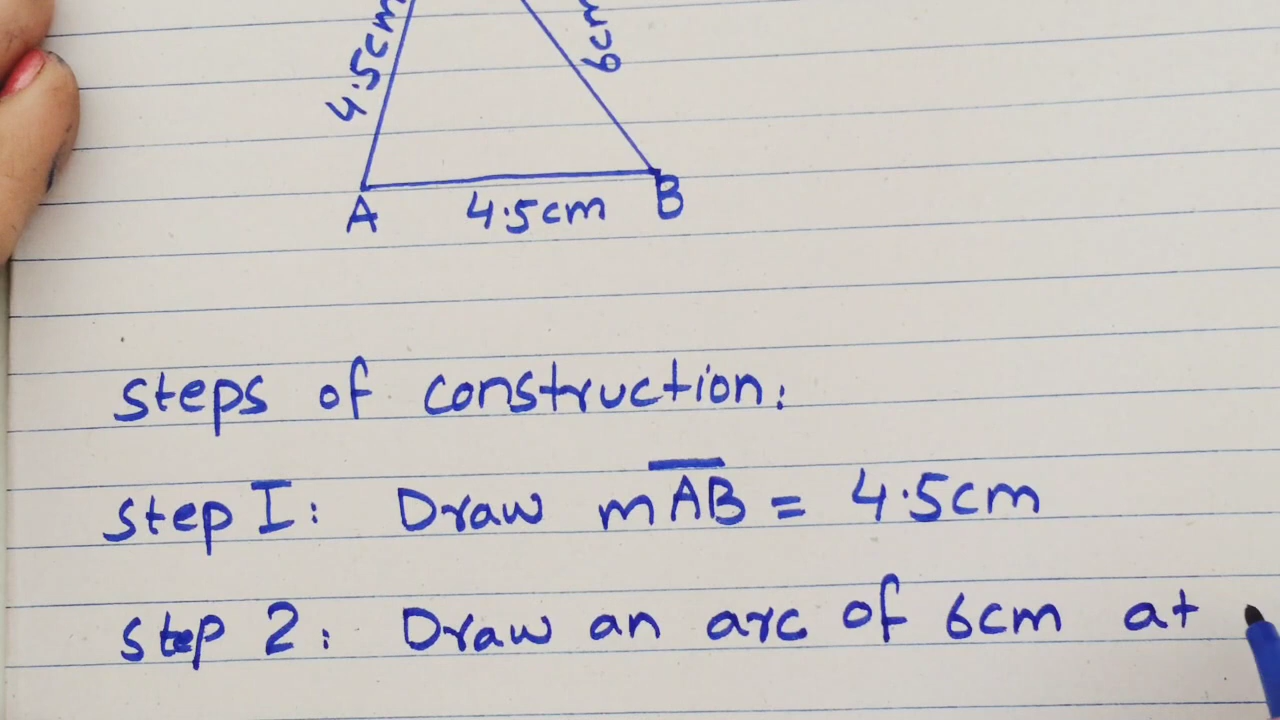 4.5cm
6cm
A 4.5cm B
steps of construction:
step I: Draw mA̅B̅ = 4.5cm
step 2: Draw an arc of 6cm at